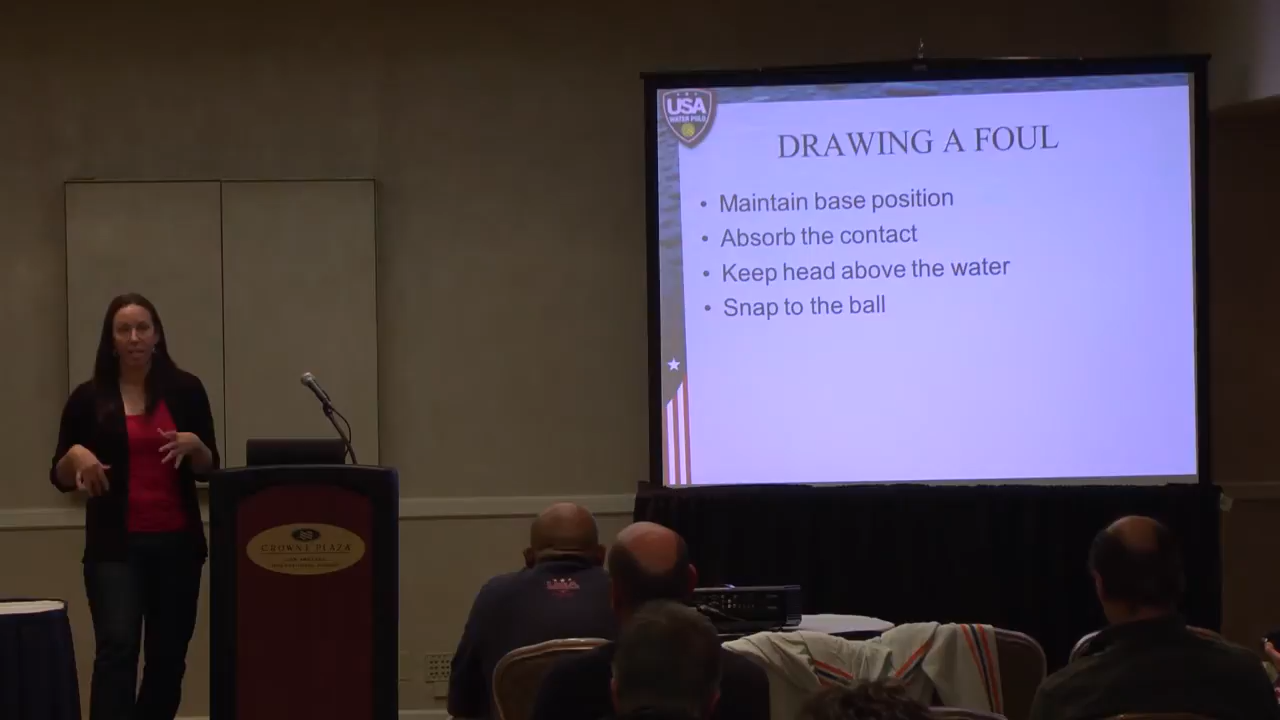 USA
WATER POLO
DRAWING A FOUL
• Maintain base position
• Absorb the contact
• Keep head above the water
• Snap to the ball
CROWNE PLAZA
USA